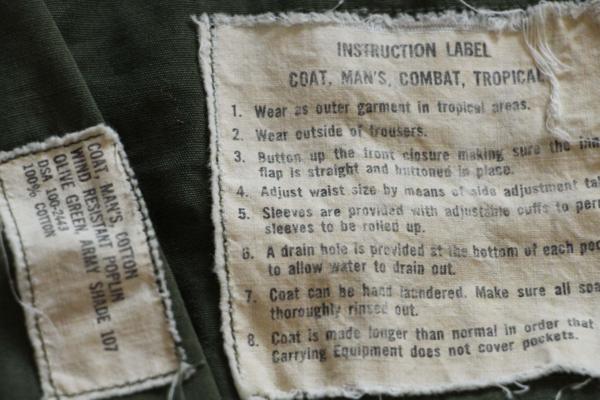 INSTRUCTION LABEL
COAT, MAN'S, COMBAT, TROPICAL
1. Wear as outer garment in tropical areas.
2. Wear outside of trousers.
3. Button up the front closure making sure the inn
flap is straight and buttoned in place.
4. Adjust waist size by means of side adjustment ta
5. Sleeves are provided with adjustable cuffs to per
sleeves to be rolled up.
6. A drain hole is provided at the bottom of each poc
to allow water to drain out.
7. Coat can be hand laundered. Make sure all soa
thoroughly rinsed out.
8. Coat is made longer than normal in order that
Carrying Equipment does not cover pockets.
COAT, MAN'S COTTON
WIND RESISTANT POPLIN
OLIVE GREEN, ARMY SHADE 107
DSA 100-2443
100% COTTON